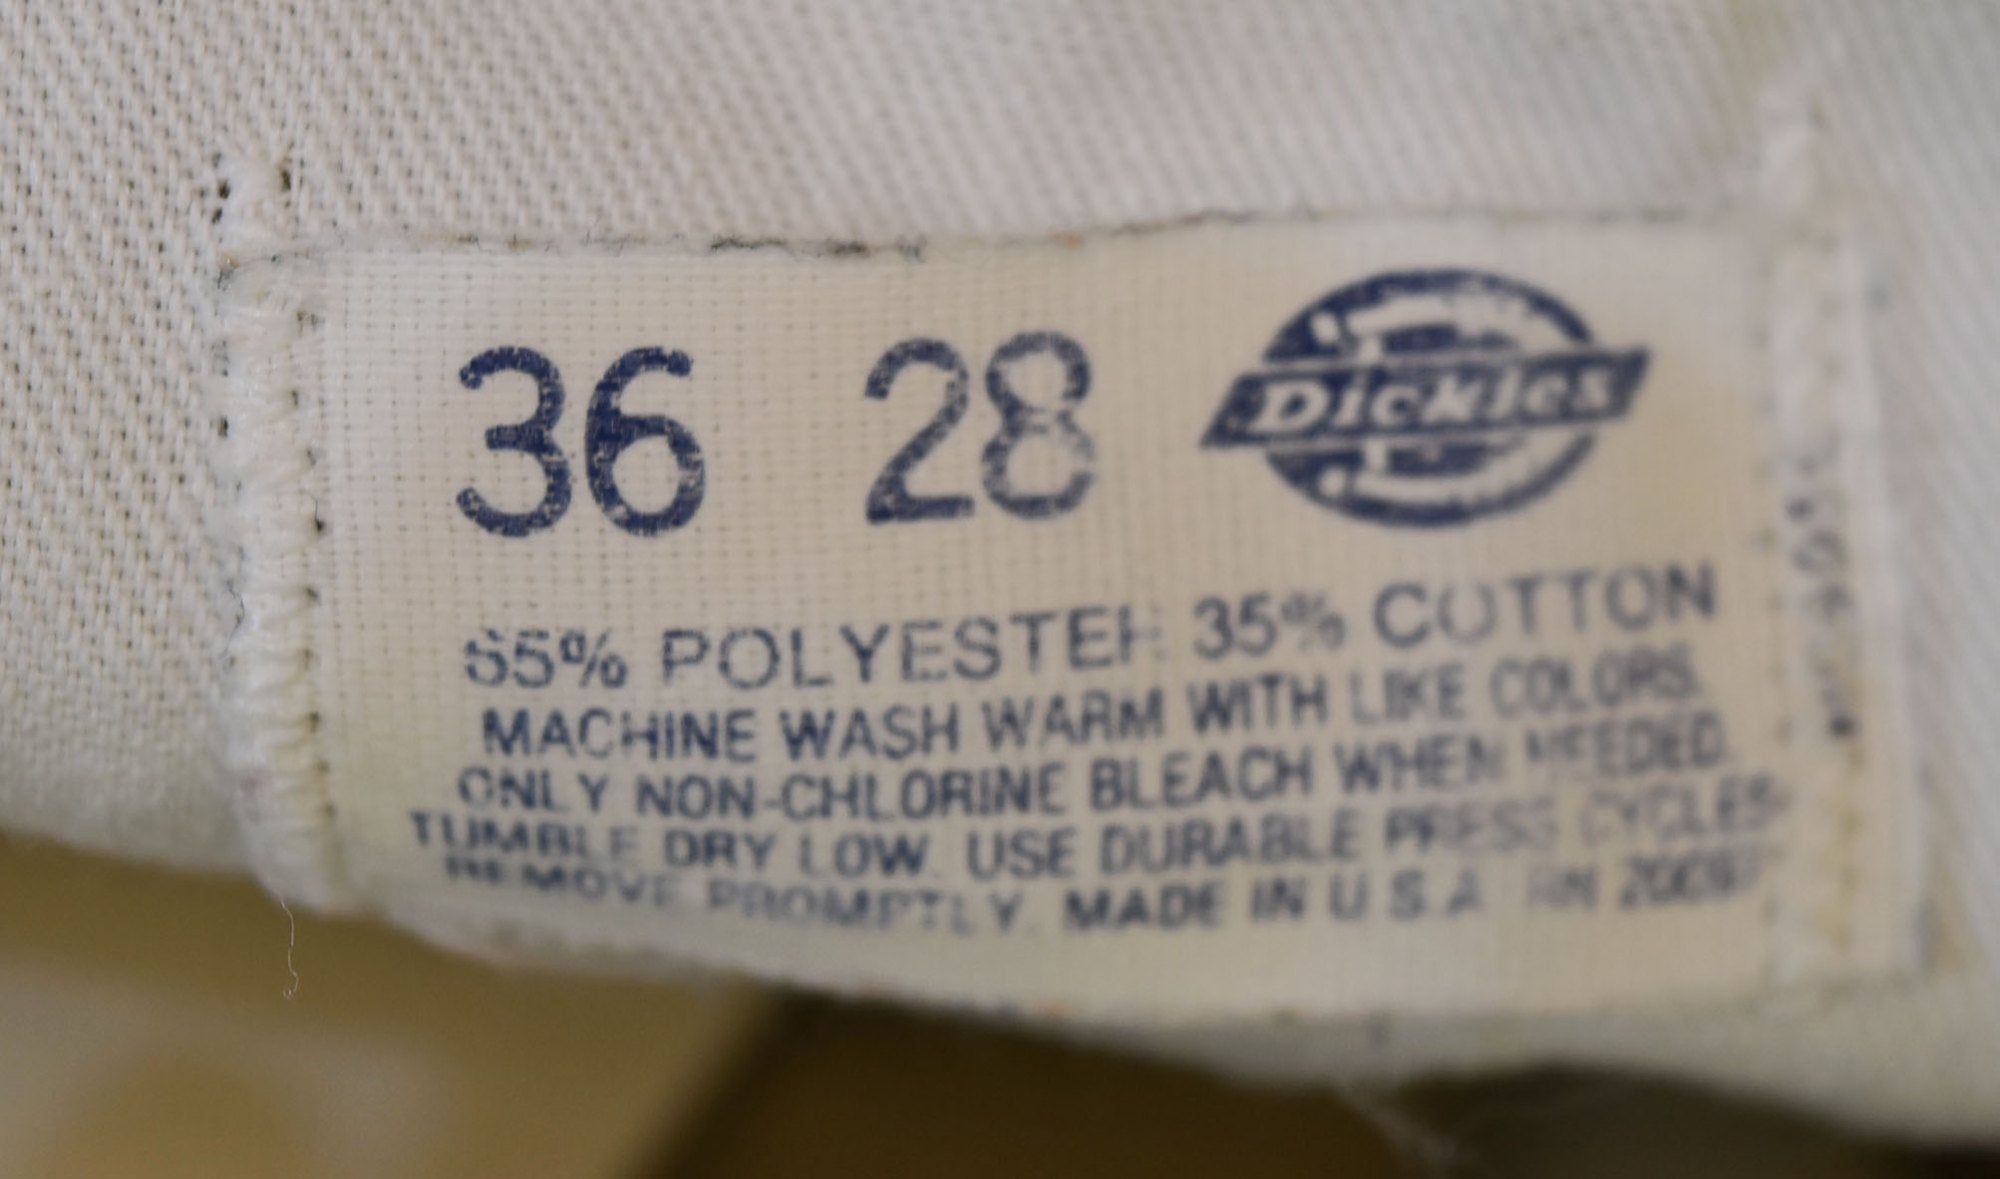 36 28 Dickies
65% POLYESTER 35% COTTON
MACHINE WASH WARM WITH LIKE COLORS.
ONLY NON-CHLORINE BLEACH WHEN NEEDED.
TUMBLE DRY LOW. USE DURABLE PRESS CYCLES
REMOVE PROMPTLY. MADE IN U.S.A RN